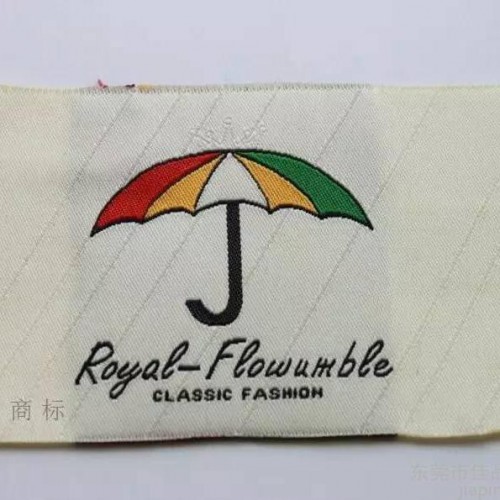 Royal-Flowumble
CLASSIC FASHION
商标